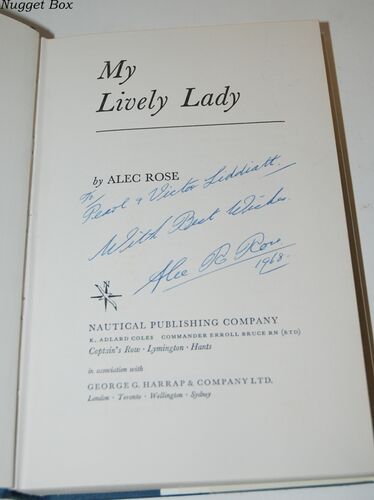 Nugget Box
My
Lively Lady
by ALEC ROSE
To
Pearl & Victor Liddiatt.
With Best Wishes.
Alec R Rose.
1968.
NAUTICAL PUBLISHING COMPANY
K. ADLARD COLES COMMANDER ERROLL BRUCE RN (RTD)
Captain's Row · Lymington · Hants
in association with
GEORGE G. HARRAP & COMPANY LTD.
London · Toronto · Wellington · Sydney